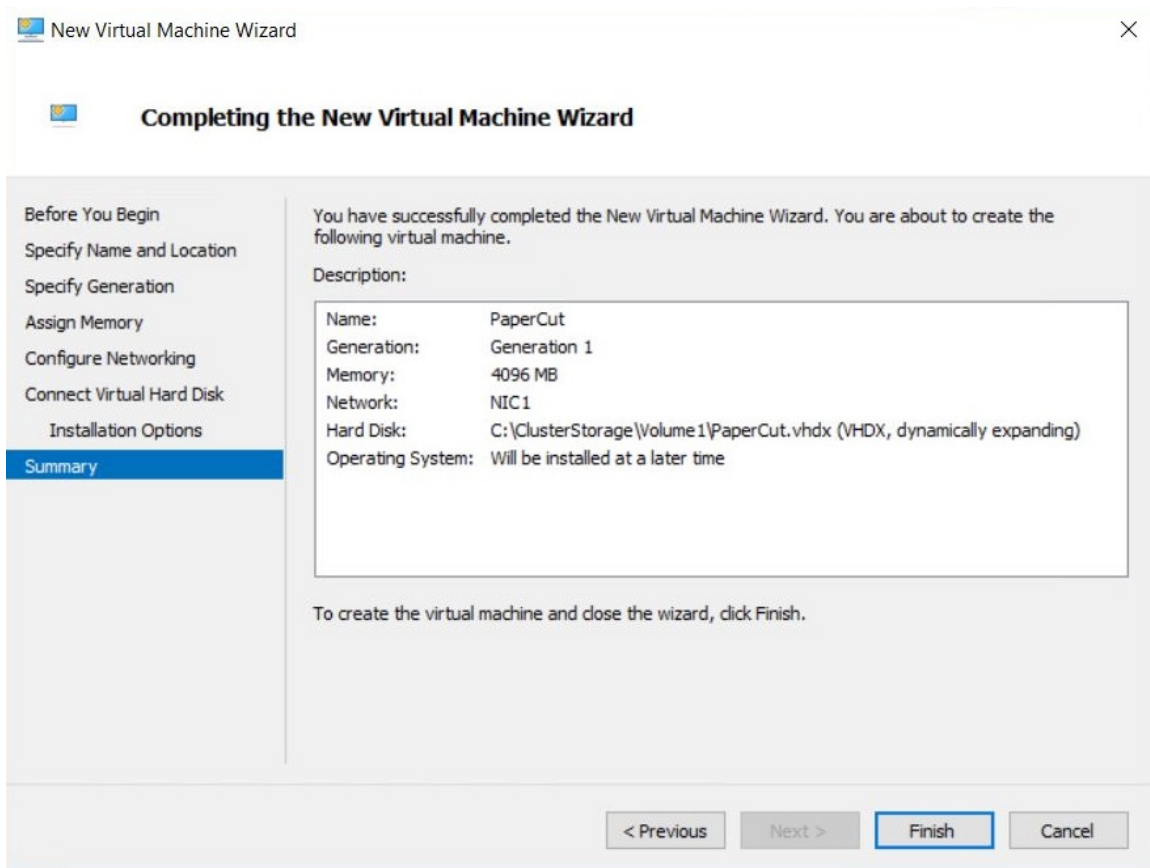 New Virtual Machine Wizard
Completing the New Virtual Machine Wizard
Before You Begin
Specify Name and Location
Specify Generation
Assign Memory
Configure Networking
Connect Virtual Hard Disk
Installation Options
Summary
You have successfully completed the New Virtual Machine Wizard. You are about to create the
following virtual machine.
Description:
Name: PaperCut
Generation: Generation 1
Memory: 4096 MB
Network: NIC1
Hard Disk: C:\ClusterStorage\Volume1\PaperCut.vhdx (VHDX, dynamically expanding)
Operating System: Will be installed at a later time
To create the virtual machine and close the wizard, click Finish.
< Previous Next > Finish Cancel